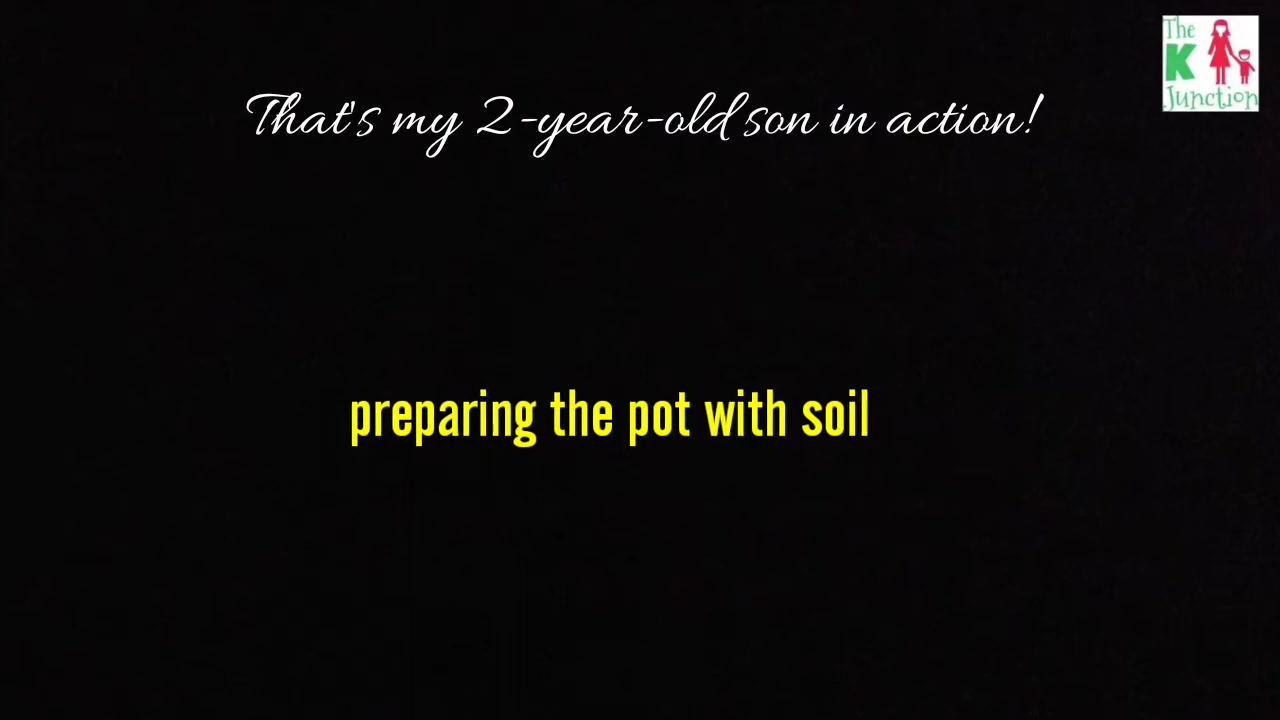 The
K
Junction
That's my 2-year-old son in action!
preparing the pot with soil